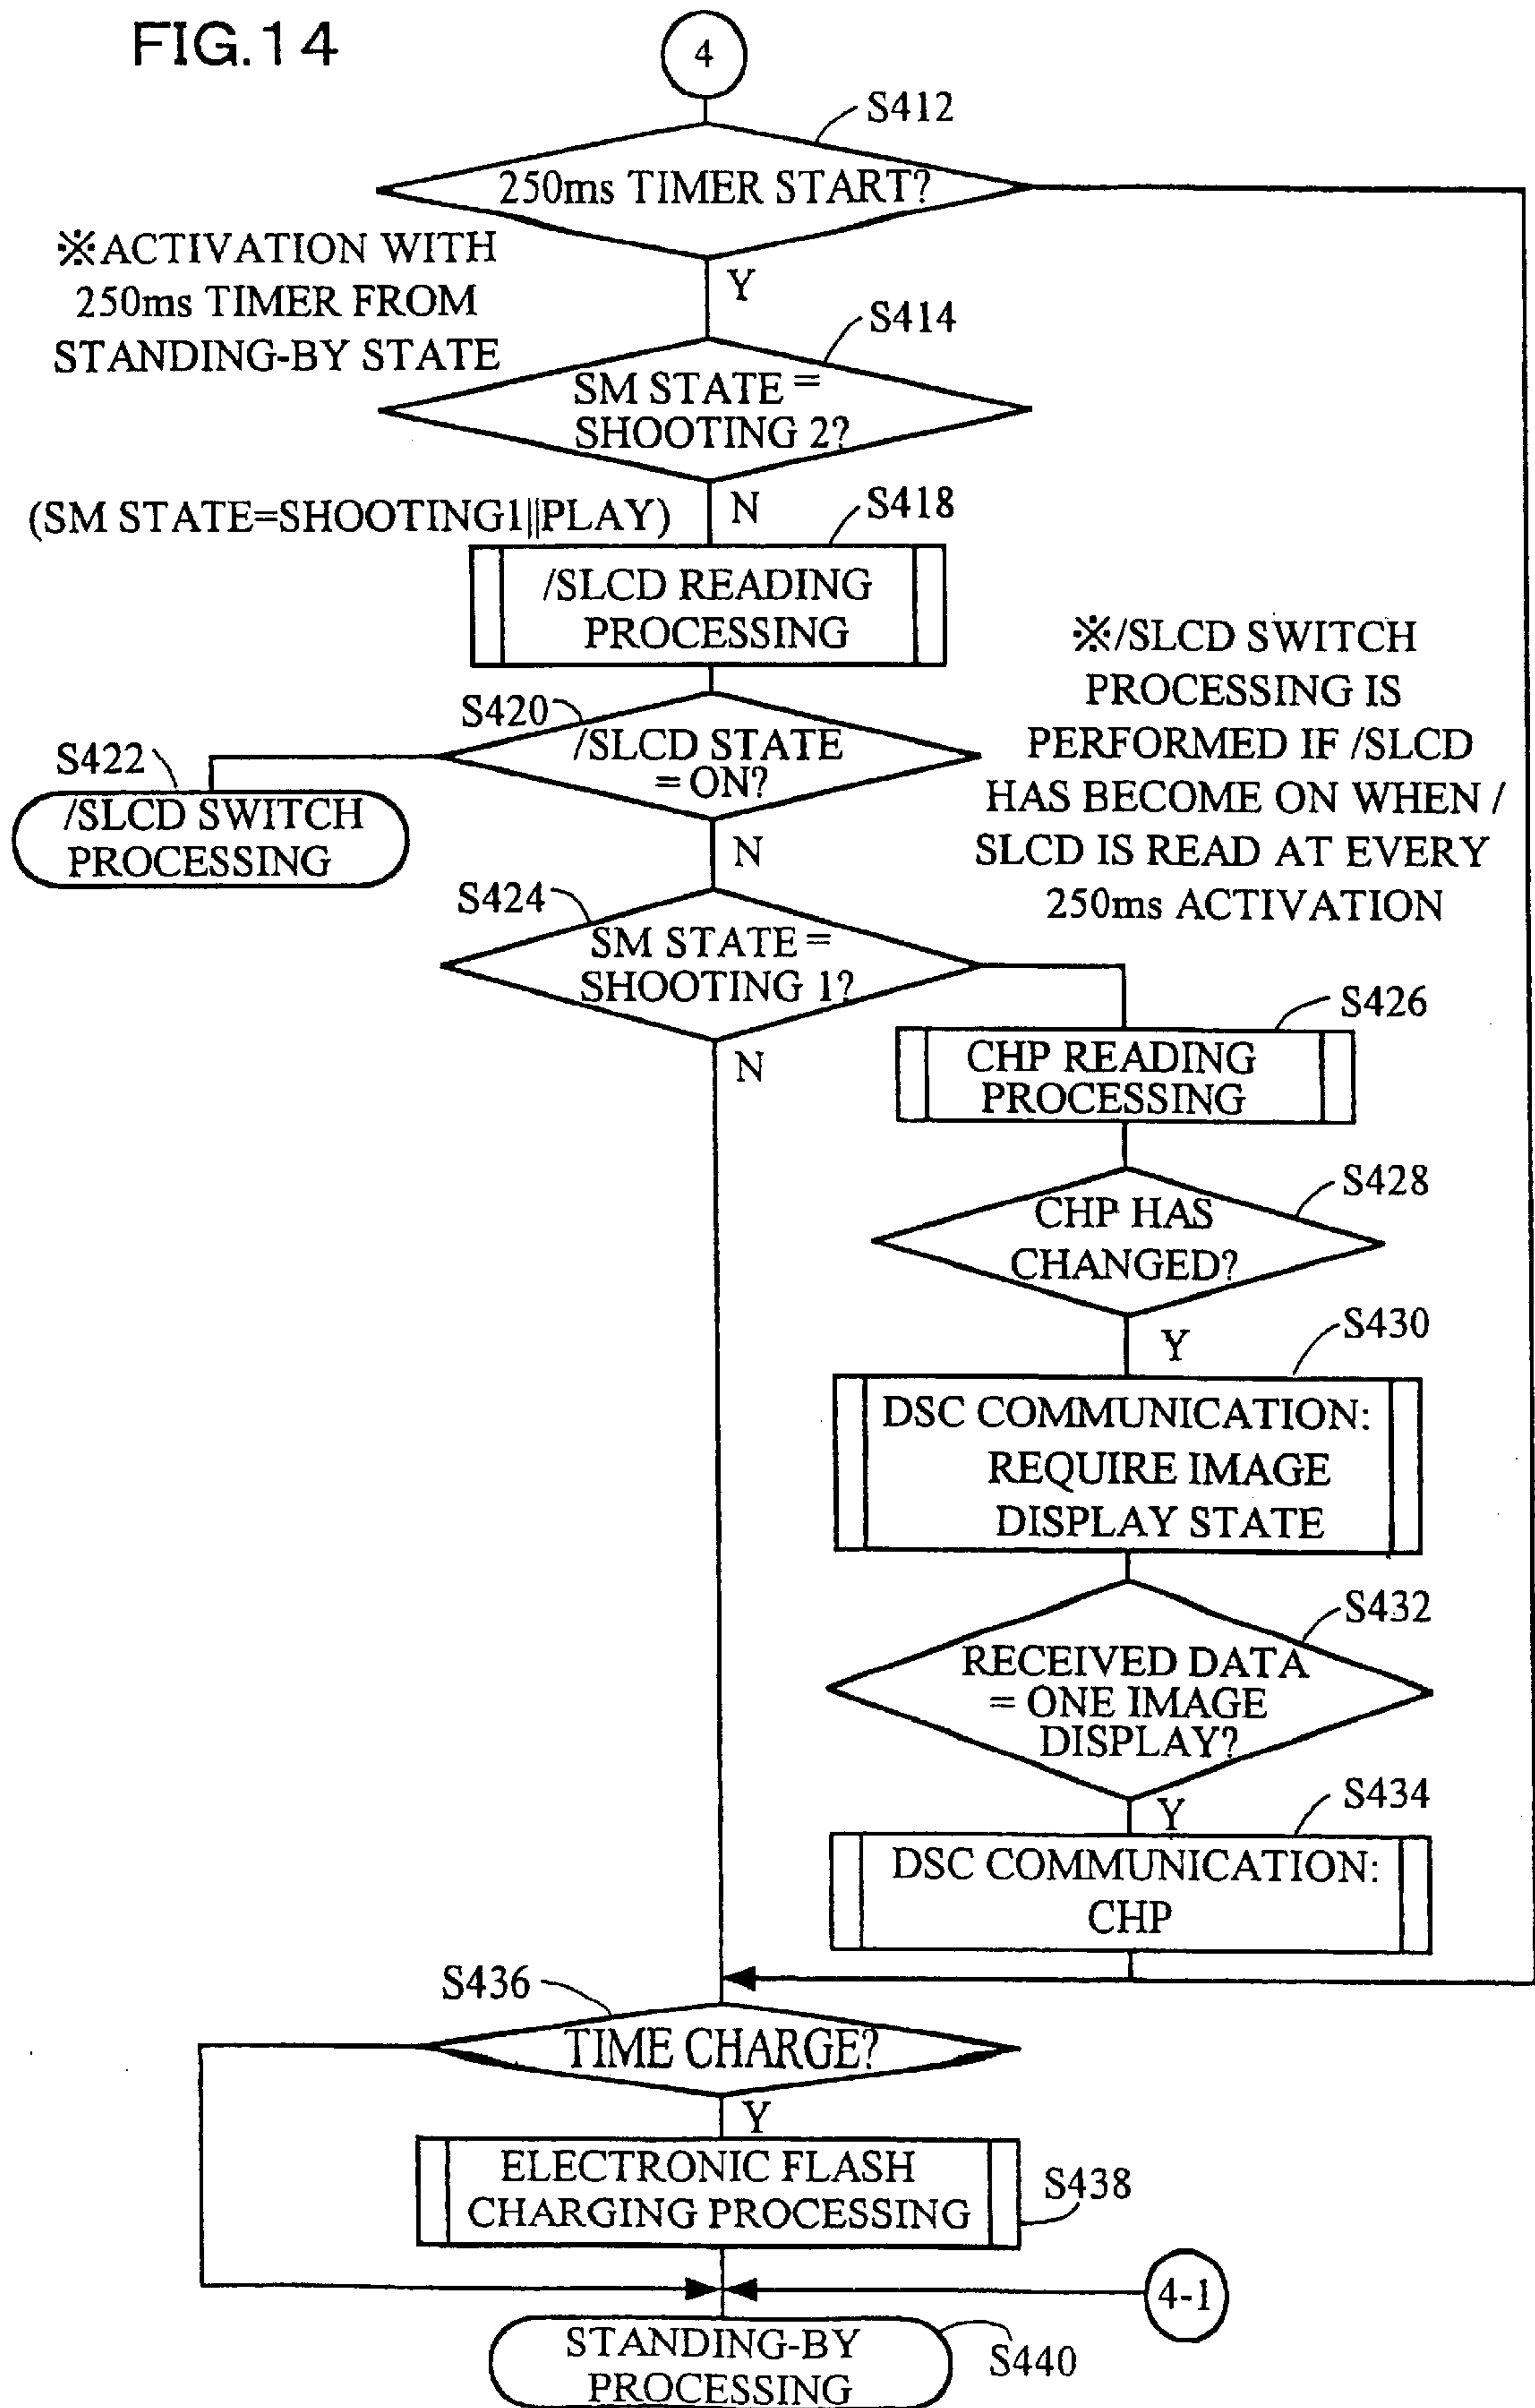 FIG.14
4
S412
250ms TIMER START?
※ACTIVATION WITH
250ms TIMER FROM
STANDING-BY STATE
Y
S414
SM STATE =
SHOOTING 2?
(SM STATE=SHOOTING1||PLAY)
N
S418
/SLCD READING
PROCESSING
※/SLCD SWITCH
PROCESSING IS
PERFORMED IF /SLCD
HAS BECOME ON WHEN /
SLCD IS READ AT EVERY
250ms ACTIVATION
S420
/SLCD STATE
= ON?
S422
/SLCD SWITCH
PROCESSING
N
S424
SM STATE =
SHOOTING 1?
N
S426
CHP READING
PROCESSING
S428
CHP HAS
CHANGED?
Y
S430
DSC COMMUNICATION:
REQUIRE IMAGE
DISPLAY STATE
S432
RECEIVED DATA
= ONE IMAGE
DISPLAY?
Y
S434
DSC COMMUNICATION:
CHP
S436
TIME CHARGE?
Y
ELECTRONIC FLASH
CHARGING PROCESSING
S438
4-1
STANDING-BY
PROCESSING
S440